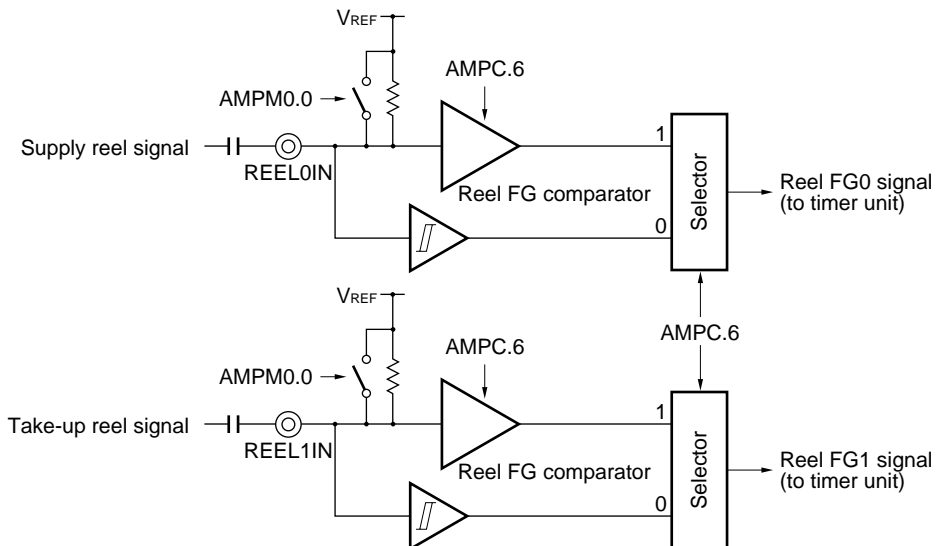 VREF
AMPC.6
AMPM0.0
1
Supply reel signal
REEL0IN
Reel FG comparator
Selector
Reel FG0 signal
(to timer unit)
0
VREF
AMPC.6
AMPC.6
AMPM0.0
1
Take-up reel signal
REEL1IN
Reel FG comparator
Selector
Reel FG1 signal
(to timer unit)
0